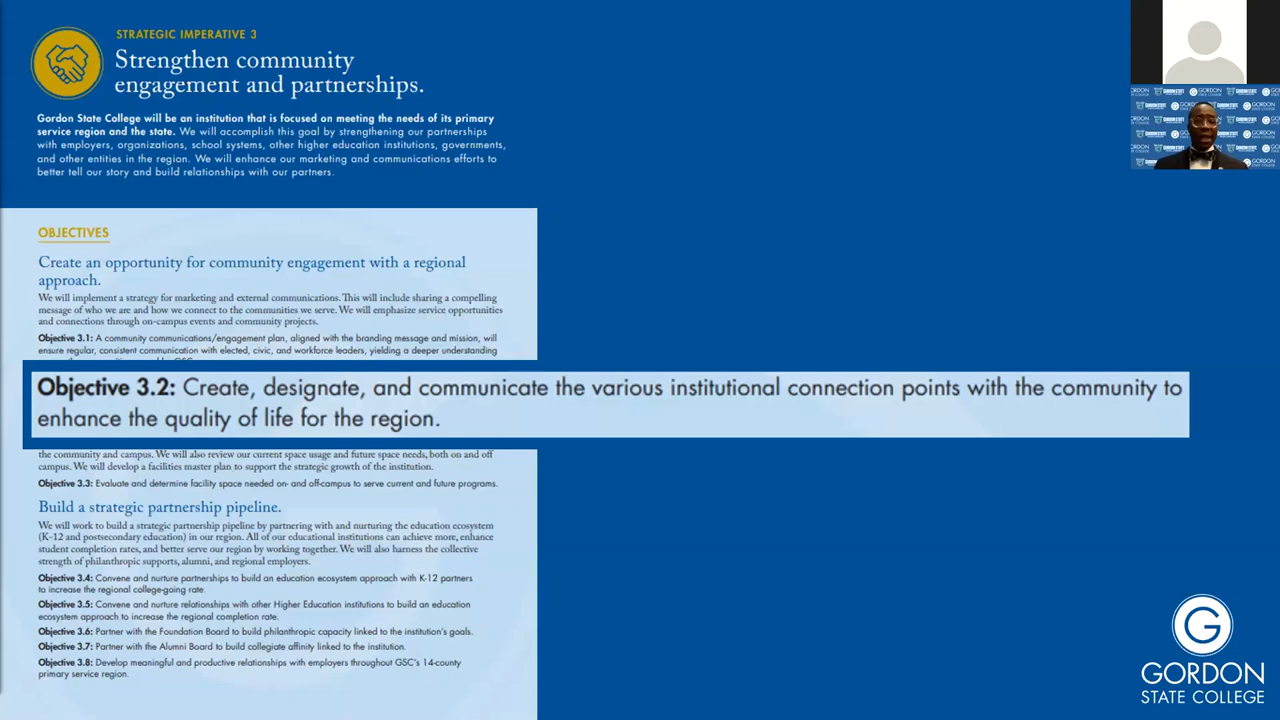 STRATEGIC IMPERATIVE 3
Strengthen community
engagement and partnerships.
Gordon State College will be an institution that is focused on meeting the needs of its primary
service region and the state. We will accomplish this goal by strengthening our partnerships
with employers, organizations, school systems, other higher education institutions, governments,
and other entities in the region. We will enhance our marketing and communications efforts to
better tell our story and build relationships with our partners.
OBJECTIVES
Create an opportunity for community engagement with a regional
approach.
We will implement a strategy for marketing and external communications. This will include sharing a compelling
message of who we are and how we connect to the communities we serve. We will emphasize service opportunities
and connections through on-campus events and community projects.
Objective 3.1: A community communications/engagement plan, aligned with the branding message and mission, will
ensure regular, consistent communication with elected, civic, and workforce leaders, yielding a deeper understanding
Objective 3.2: Create, designate, and communicate the various institutional connection points with the community to
enhance the quality of life for the region.
the community and campus. We will also review our current space usage and future space needs, both on and off
campus. We will develop a facilities master plan to support the strategic growth of the institution.
Objective 3.3: Evaluate and determine facility space needed on- and off-campus to serve current and future programs.
Build a strategic partnership pipeline.
We will work to build a strategic partnership pipeline by partnering with and nurturing the education ecosystem
(K-12 and postsecondary education) in our region. All of our educational institutions can achieve more, enhance
student completion rates, and better serve our region by working together. We will also harness the collective
strength of philanthropic supports, alumni, and regional employers.
Objective 3.4: Convene and nurture partnerships to build an education ecosystem approach with K-12 partners
to increase the regional college-going rate.
Objective 3.5: Convene and nurture relationships with other Higher Education institutions to build an education
ecosystem approach to increase the regional completion rate.
Objective 3.6: Partner with the Foundation Board to build philanthropic capacity linked to the institution's goals.
Objective 3.7: Partner with the Alumni Board to build collegiate affinity linked to the institution.
Objective 3.8: Develop meaningful and productive relationships with employers throughout GSC's 14-county
primary service region.
G
GORDON
STATE COLLEGE